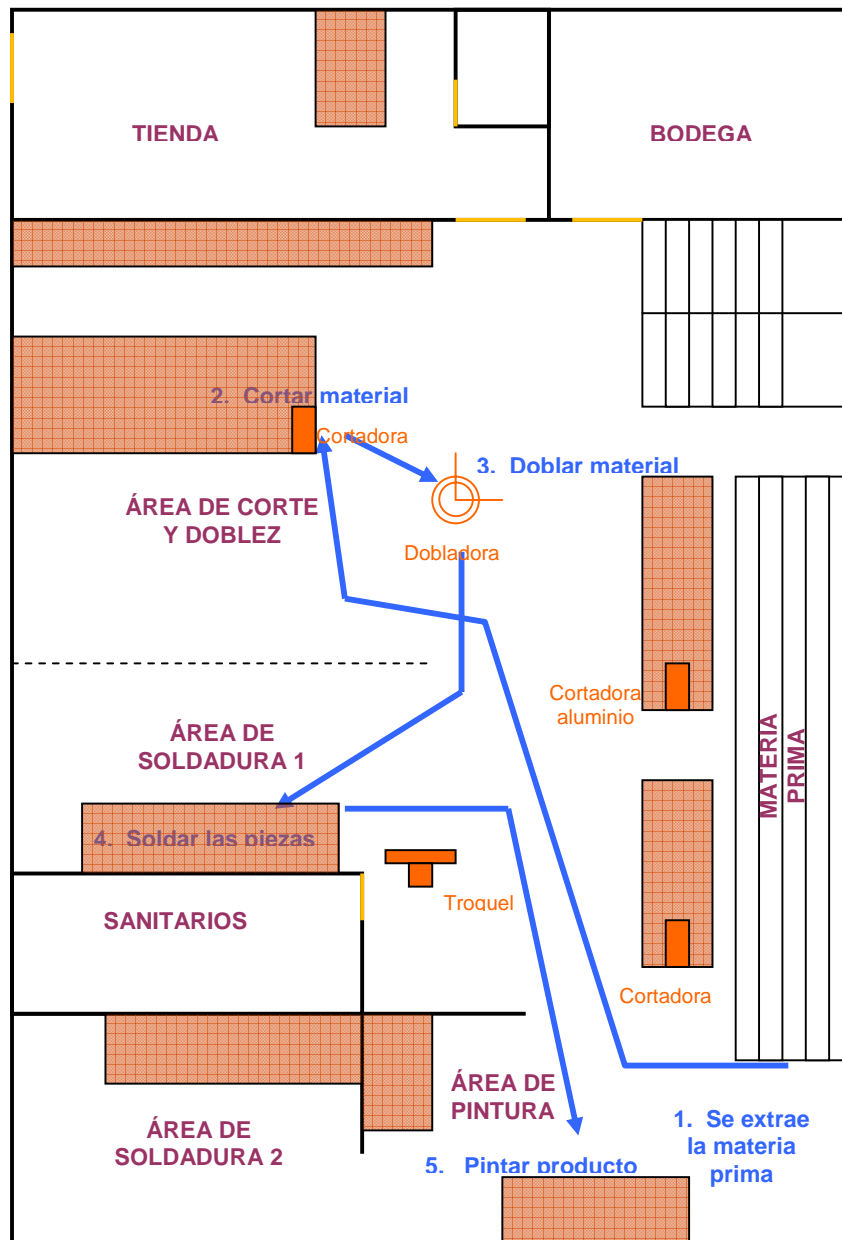 TIENDA
BODEGA
2. Cortar material
Cortadora
3. Doblar material
ÁREA DE CORTE
Y DOBLEZ
Dobladora
Cortadora
aluminio
MATERIA
PRIMA
ÁREA DE
SOLDADURA 1
4. Soldar las piezas
Troquel
SANITARIOS
Cortadora
ÁREA DE
PINTURA
1. Se extrae
la materia
prima
ÁREA DE
SOLDADURA 2
5. Pintar producto